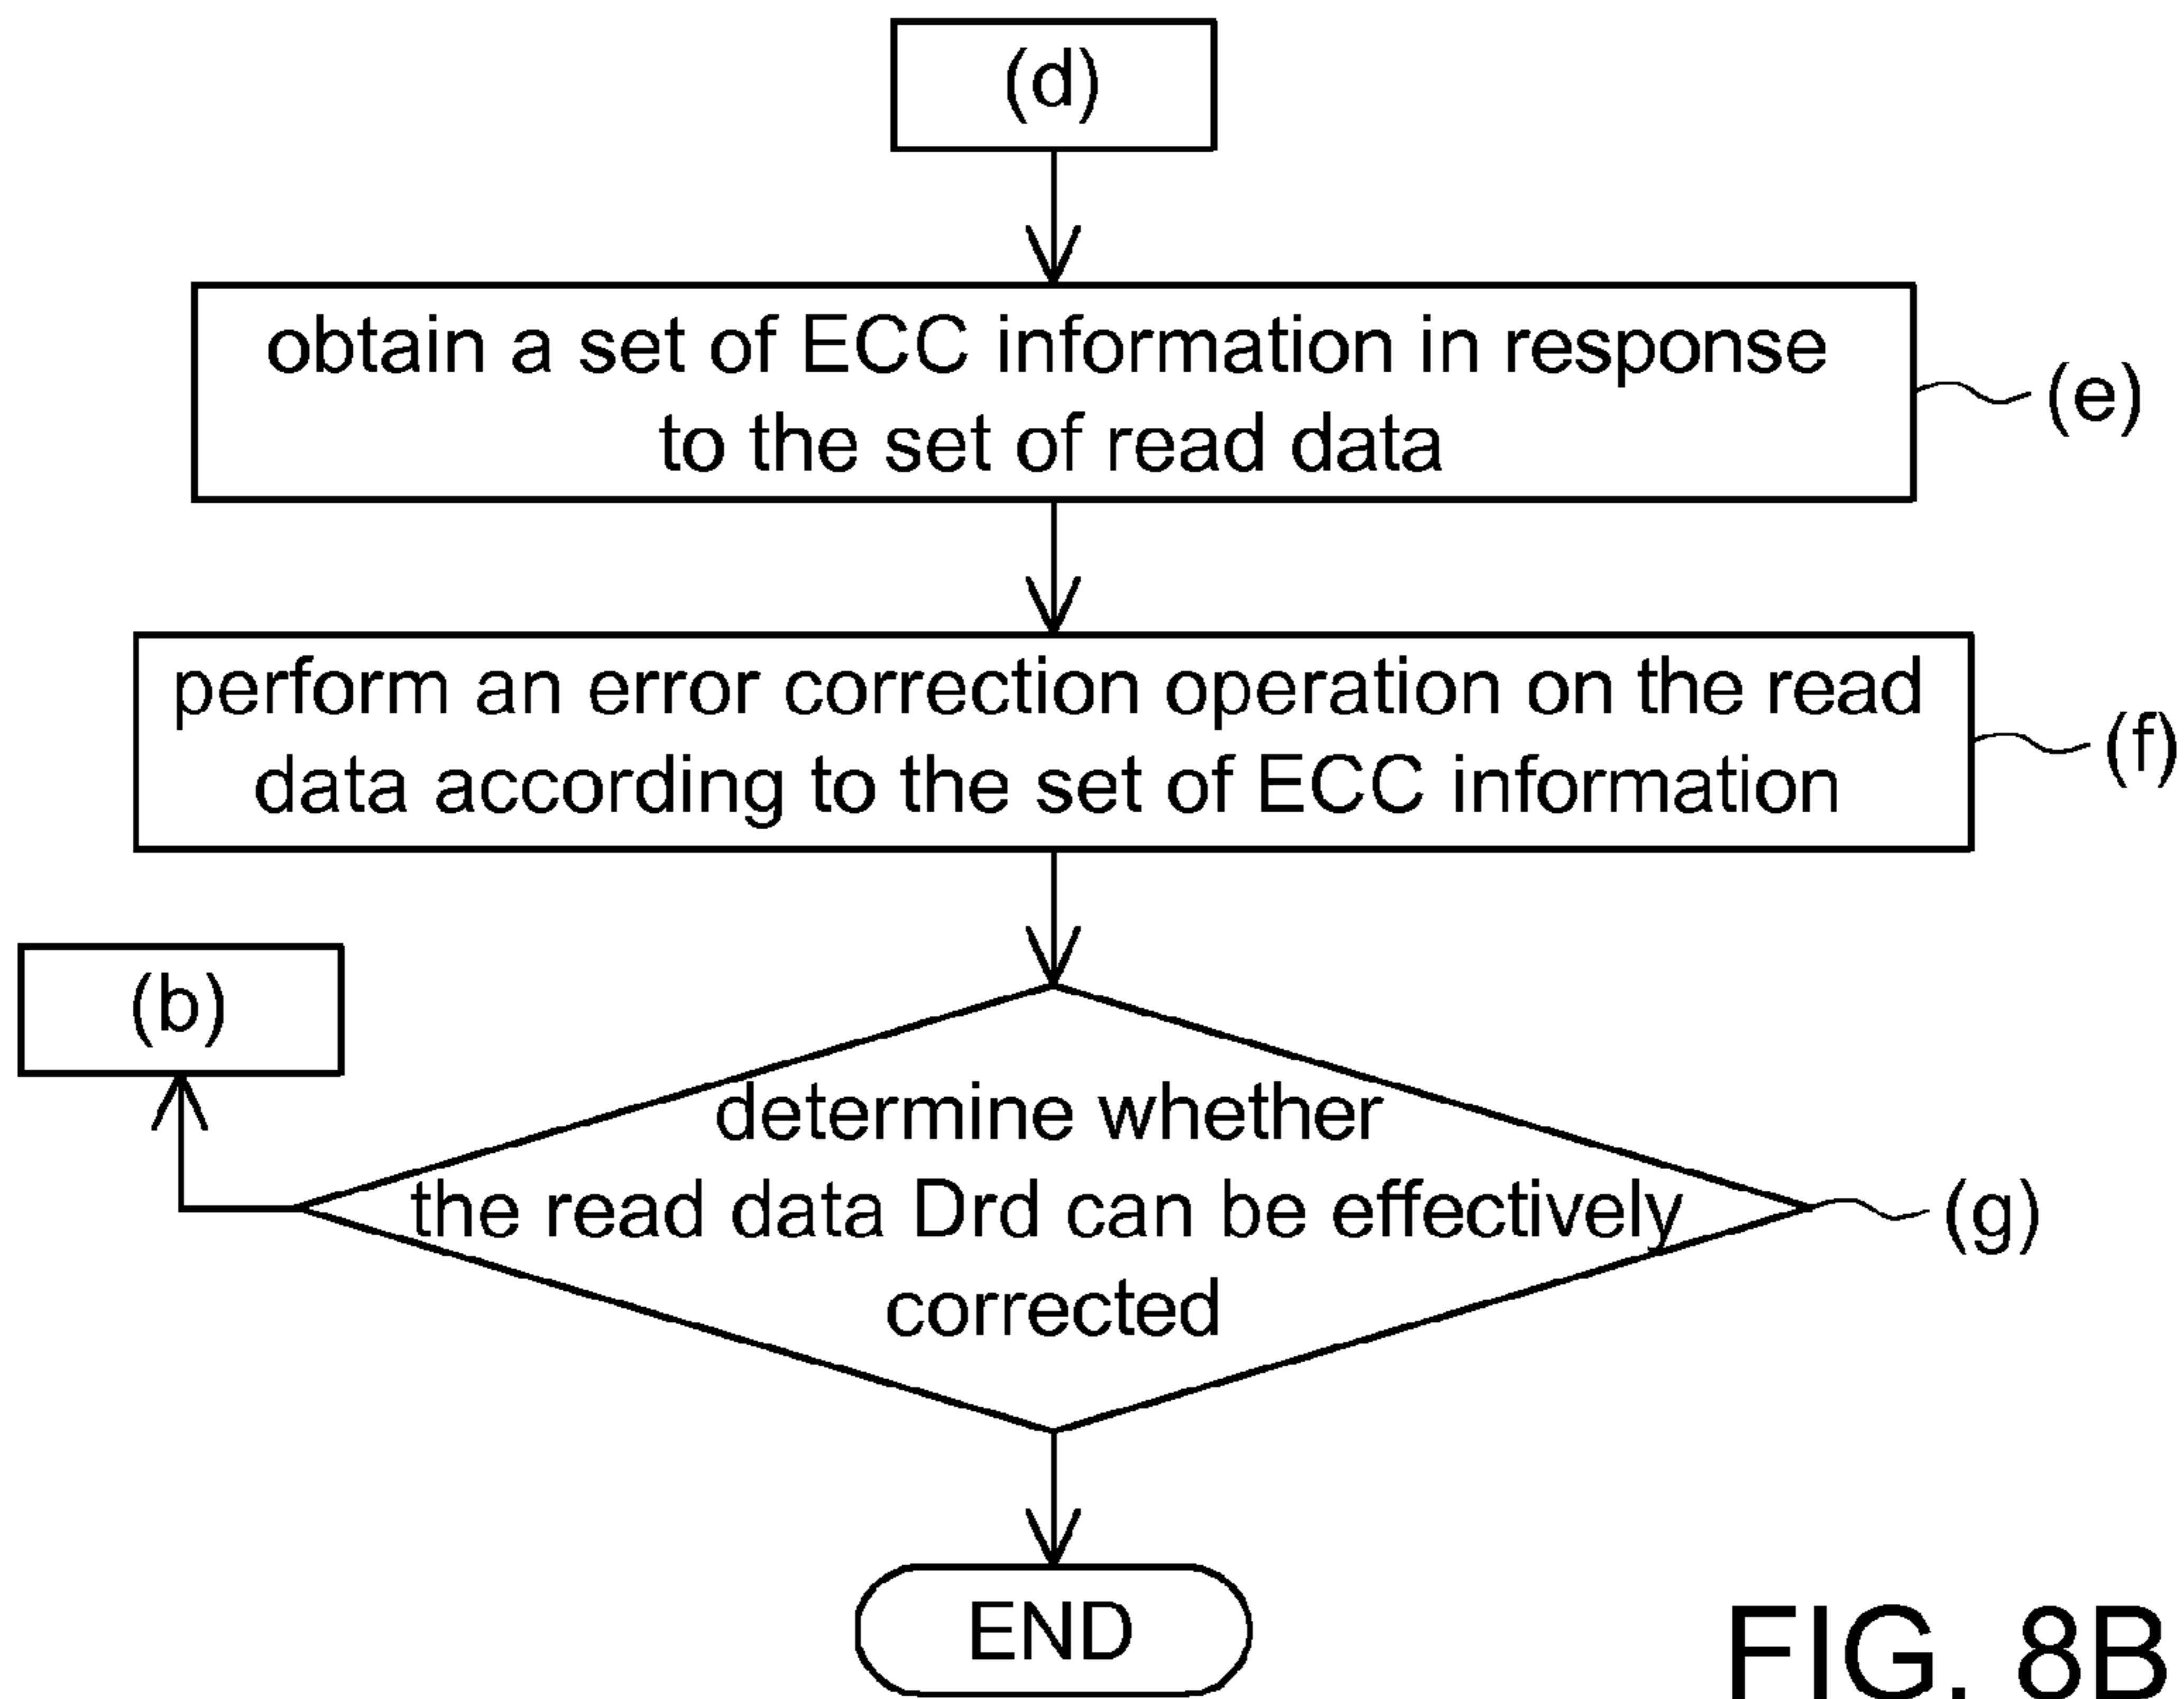 (d)
obtain a set of ECC information in response
to the set of read data
(e)
perform an error correction operation on the read
data according to the set of ECC information
(f)
(b)
determine whether
the read data Drd can be effectively
corrected
(g)
END
FIG. 8B